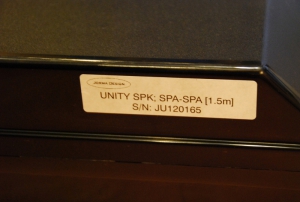 UNITY SPK; SPA-SPA [1.5m]
S/N: JU120165